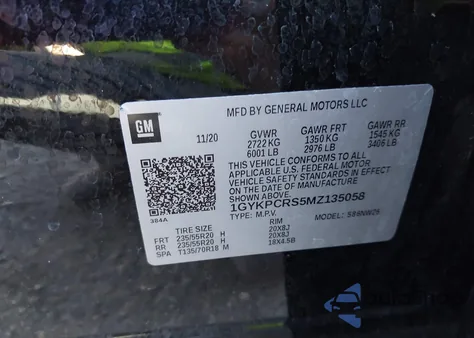 MFD BY GENERAL MOTORS LLC
GM
11/20 GVWR GAWR FRT GAWR RR
2722 KG 1350 KG 1545 KG
6001 LB 2976 LB 3405 LB
THIS VEHICLE CONFORMS TO ALL
APPLICABLE U.S. FEDERAL MOTOR
VEHICLE SAFETY STANDARDS IN EFFECT
ON THE DATE OF MANUFACTURE SHOWN ABOVE.
1GYKPCRS5MZ135058
384A
TYPE: M.P.V. MODEL:
TIRE SIZE RIM
FRT 235/55R20 H 20X8J
RR 235/55R20 H 20X8J
SPA T135/70R18 M 18X4.5B